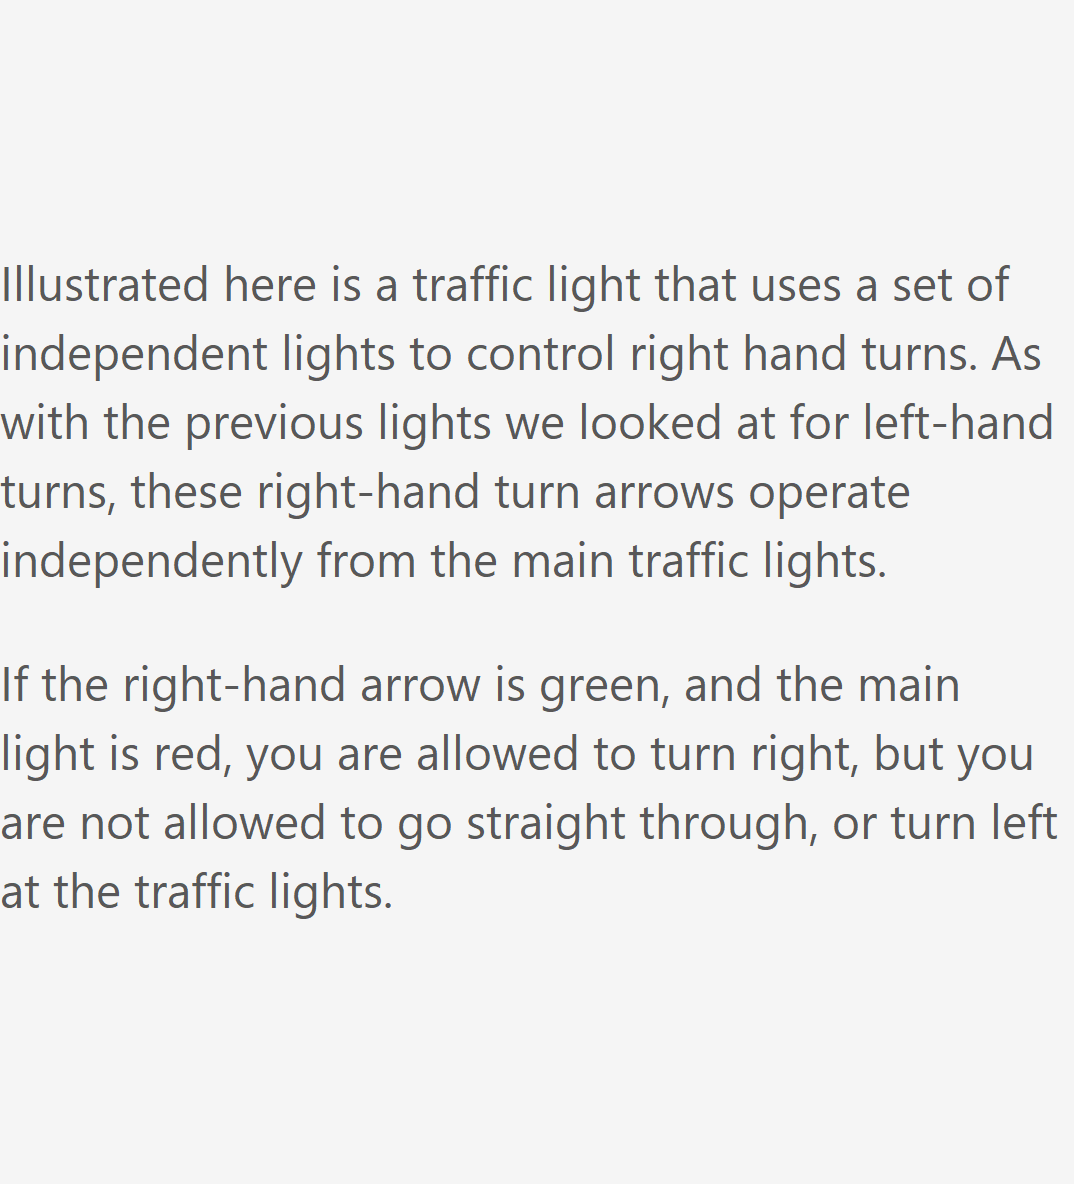 Illustrated here is a traffic light that uses a set of
independent lights to control right hand turns. As
with the previous lights we looked at for left-hand
turns, these right-hand turn arrows operate
independently from the main traffic lights.
If the right-hand arrow is green, and the main
light is red, you are allowed to turn right, but you
are not allowed to go straight through, or turn left
at the traffic lights.